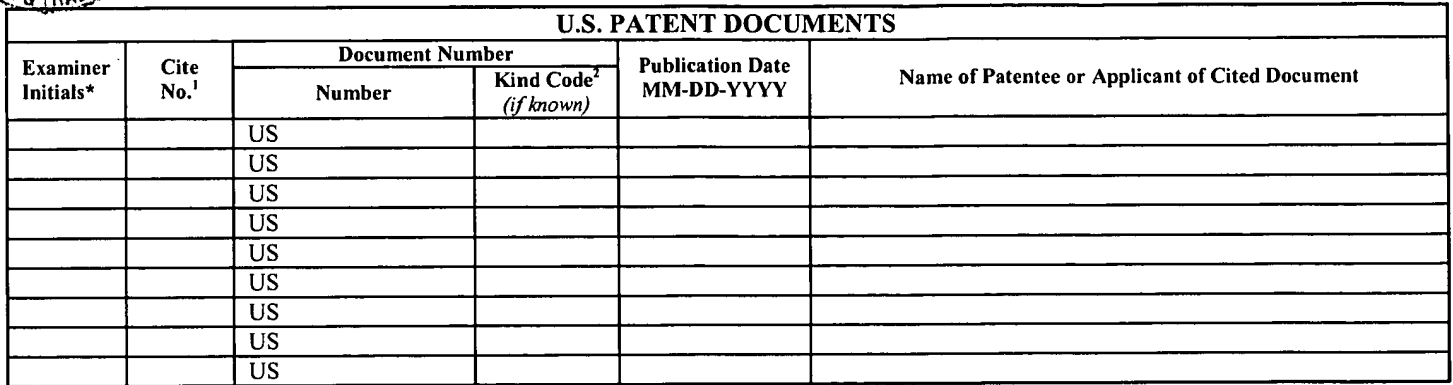 U.S. PATENT DOCUMENTS
Examiner Initials*
Cite No.1
Document Number
Number
Kind Code2 (if known)
Publication Date MM-DD-YYYY
Name of Patentee or Applicant of Cited Document
US
US
US
US
US
US
US
US
US